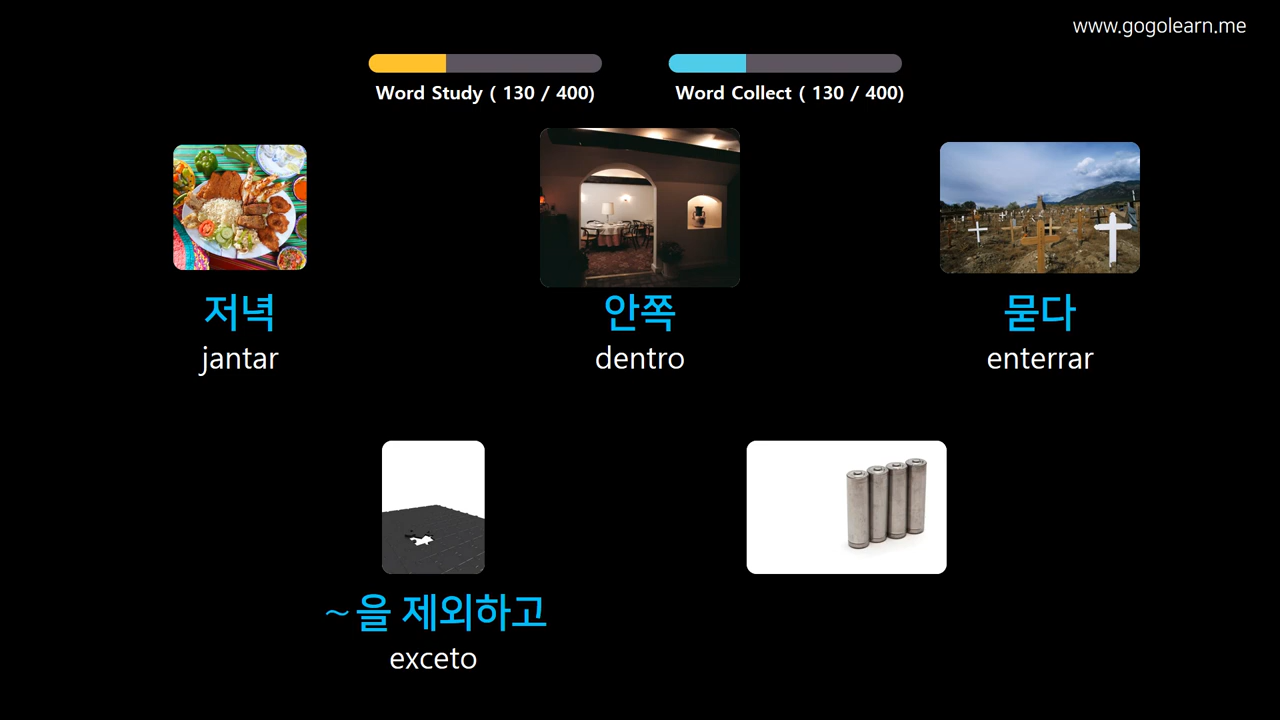 www.gogolearn.me
Word Study ( 130 / 400)
Word Collect ( 130 / 400)
저녁
jantar
안쪽
dentro
묻다
enterrar
~을 제외하고
exceto